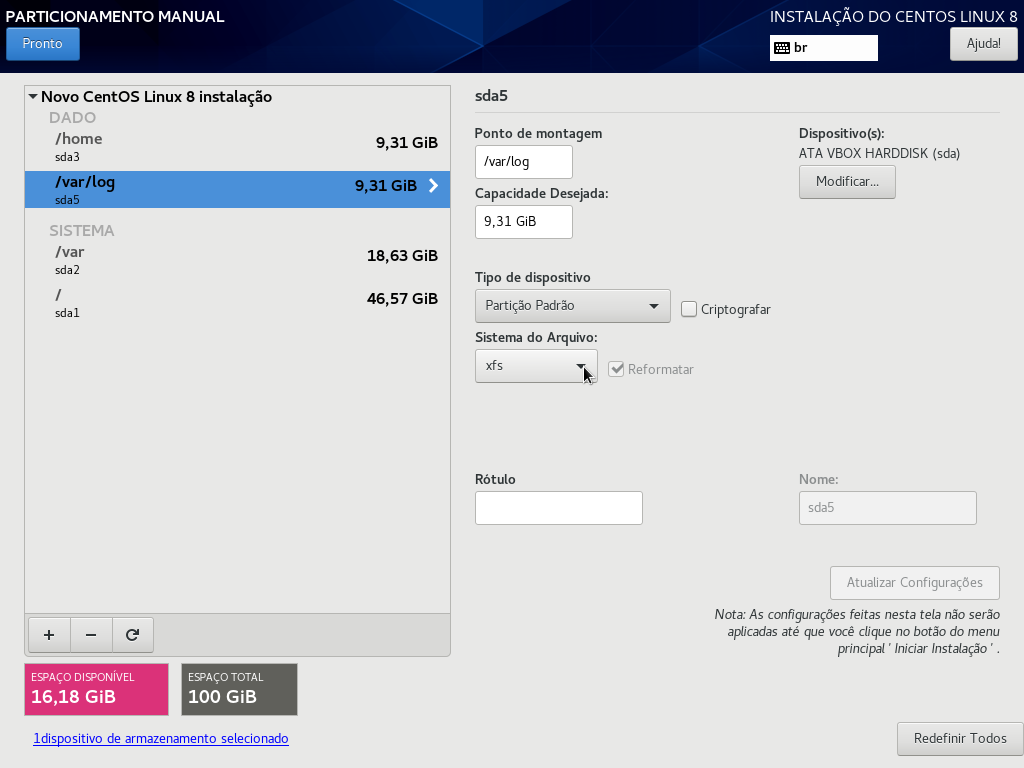 PARTICIONAMENTO MANUAL
INSTALAÇÃO DO CENTOS LINUX 8
Pronto
br
Ajuda!
Novo CentOS Linux 8 instalação
DADO
/home
9,31 GiB
sda3
/var/log
9,31 GiB
sda5
SISTEMA
/var
18,63 GiB
sda2
/
46,57 GiB
sda1
+ −
ESPAÇO DISPONÍVEL
16,18 GiB
ESPAÇO TOTAL
100 GiB
1dispositivo de armazenamento selecionado
sda5
Ponto de montagem
/var/log
Dispositivo(s):
ATA VBOX HARDDISK (sda)
Modificar...
Capacidade Desejada:
9,31 GiB
Tipo de dispositivo
Partição Padrão
Criptografar
Sistema do Arquivo:
xfs
Reformatar
Rótulo
Nome:
sda5
Atualizar Configurações
Nota: As configurações feitas nesta tela não serão
aplicadas até que você clique no botão do menu
principal ' Iniciar Instalação ' .
Redefinir Todos